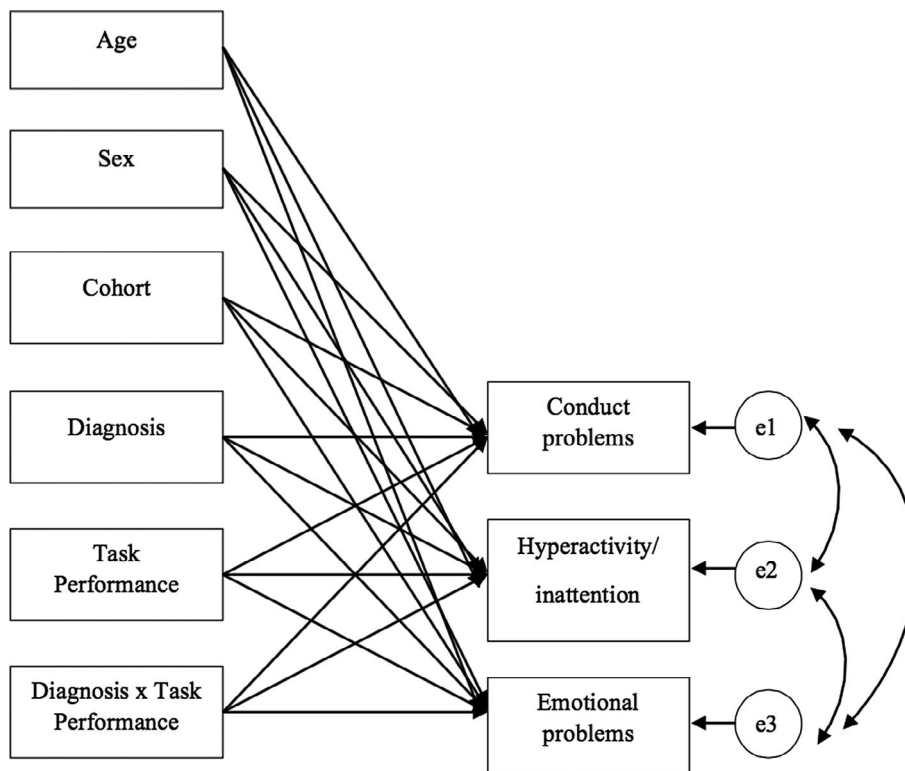 Age
Sex
Cohort
Diagnosis
Task
Performance
Diagnosis x Task
Performance
Conduct
problems
Hyperactivity/
inattention
Emotional
problems
e1
e2
e3